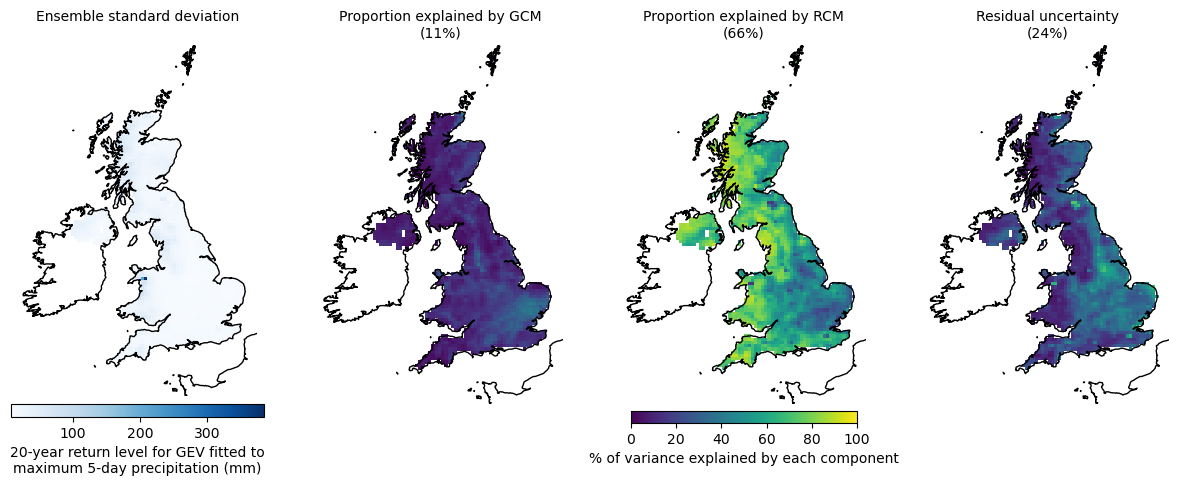 Ensemble standard deviation
Proportion explained by GCM
(11%)
Proportion explained by RCM
(66%)
Residual uncertainty
(24%)
100 200 300
20-year return level for GEV fitted to
maximum 5-day precipitation (mm)
0 20 40 60 80 100
% of variance explained by each component